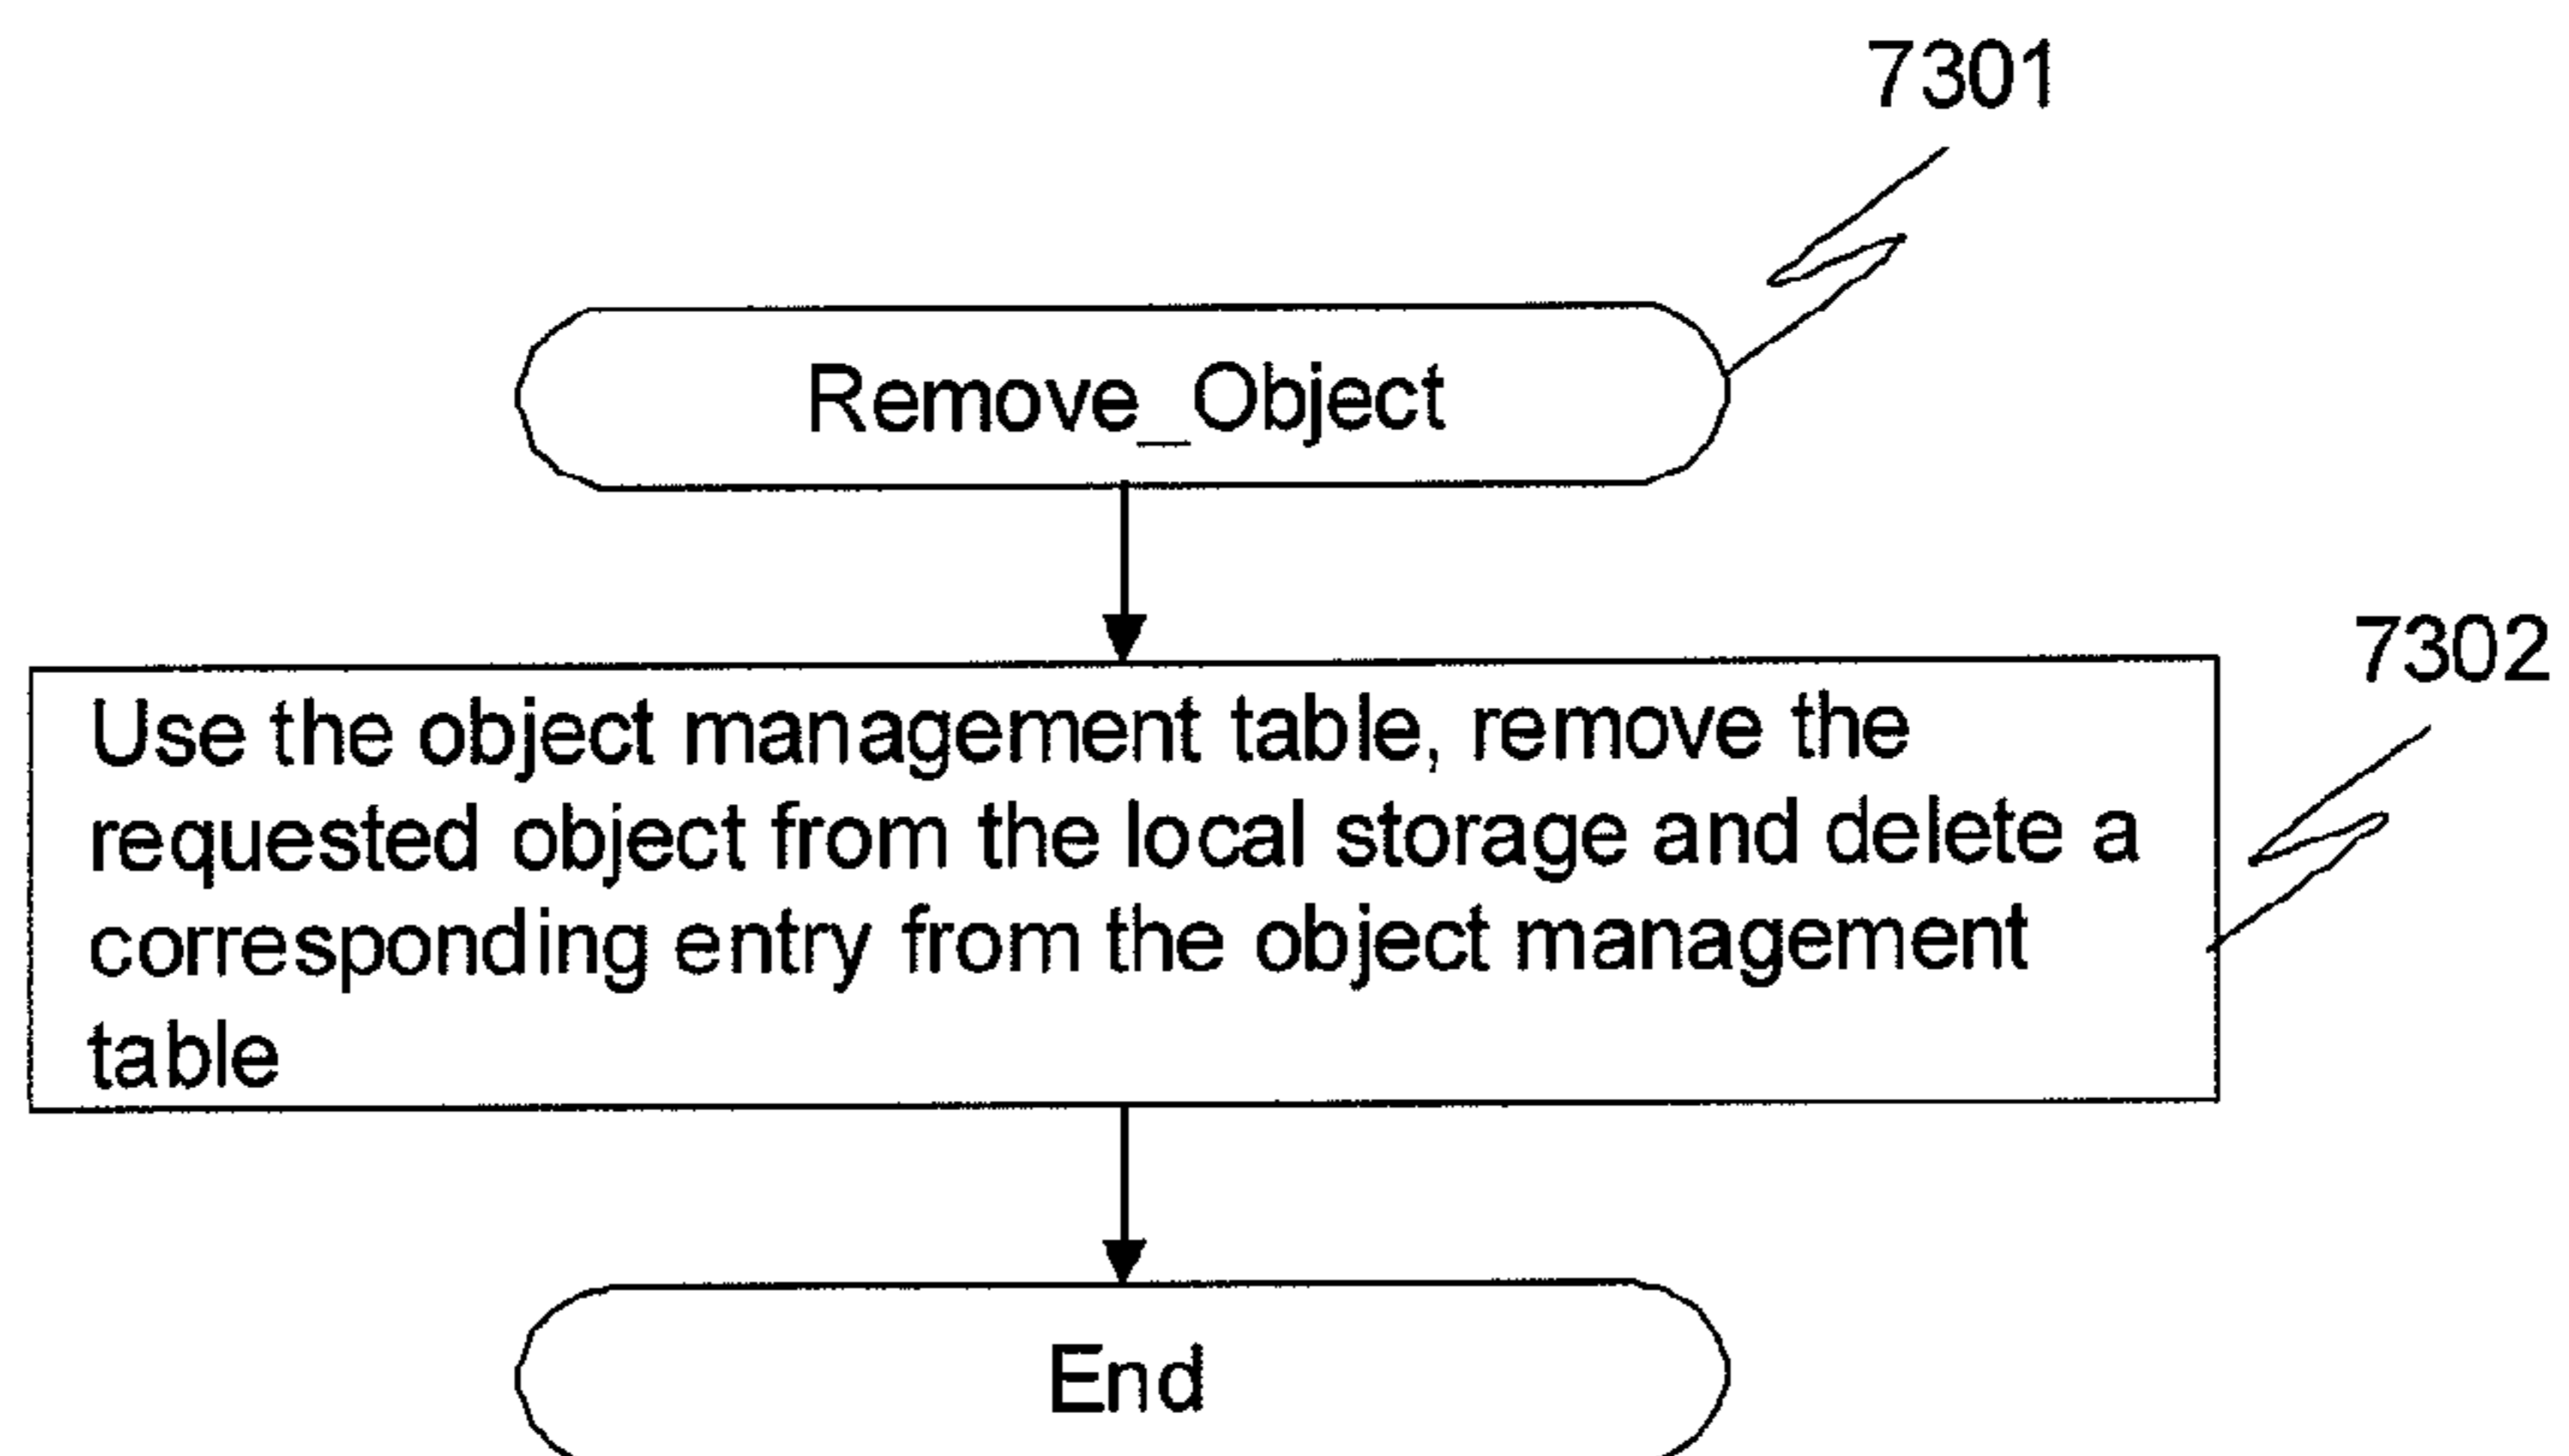 7301
Remove_Object
7302
Use the object management table, remove the
requested object from the local storage and delete a
corresponding entry from the object management
table
End